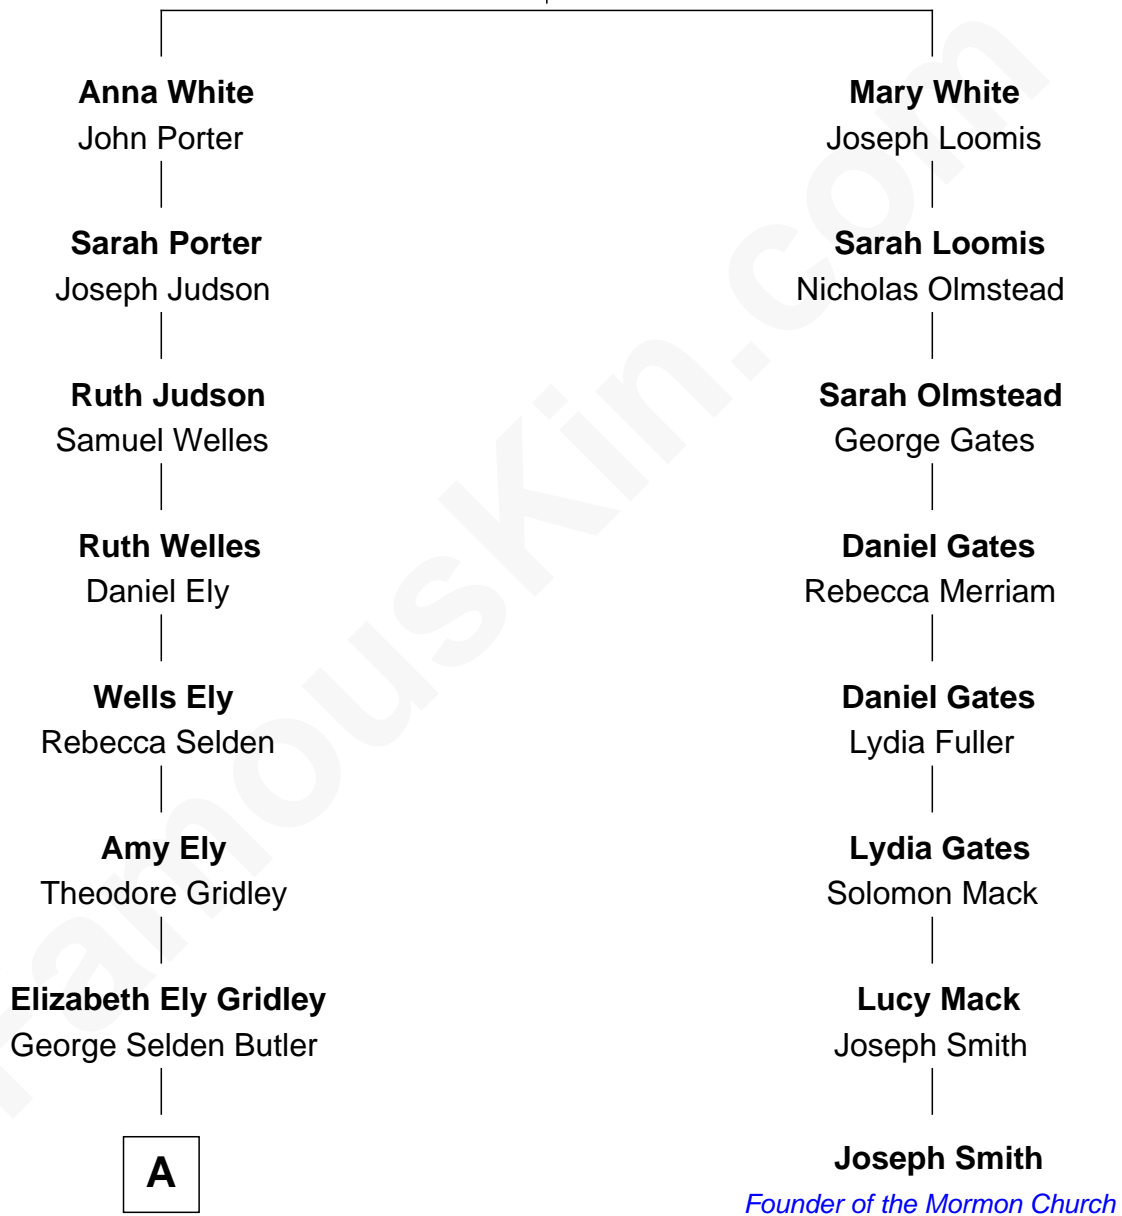 Anna White
John Porter
Sarah Porter
Joseph Judson
Ruth Judson
Samuel Welles
Ruth Welles
Daniel Ely
Wells Ely
Rebecca Selden
Amy Ely
Theodore Gridley
Elizabeth Ely Gridley
George Selden Butler
A
Mary White
Joseph Loomis
Sarah Loomis
Nicholas Olmstead
Sarah Olmstead
George Gates
Daniel Gates
Rebecca Merriam
Daniel Gates
Lydia Fuller
Lydia Gates
Solomon Mack
Lucy Mack
Joseph Smith
Joseph Smith
Founder of the Mormon Church
FamousKin.com